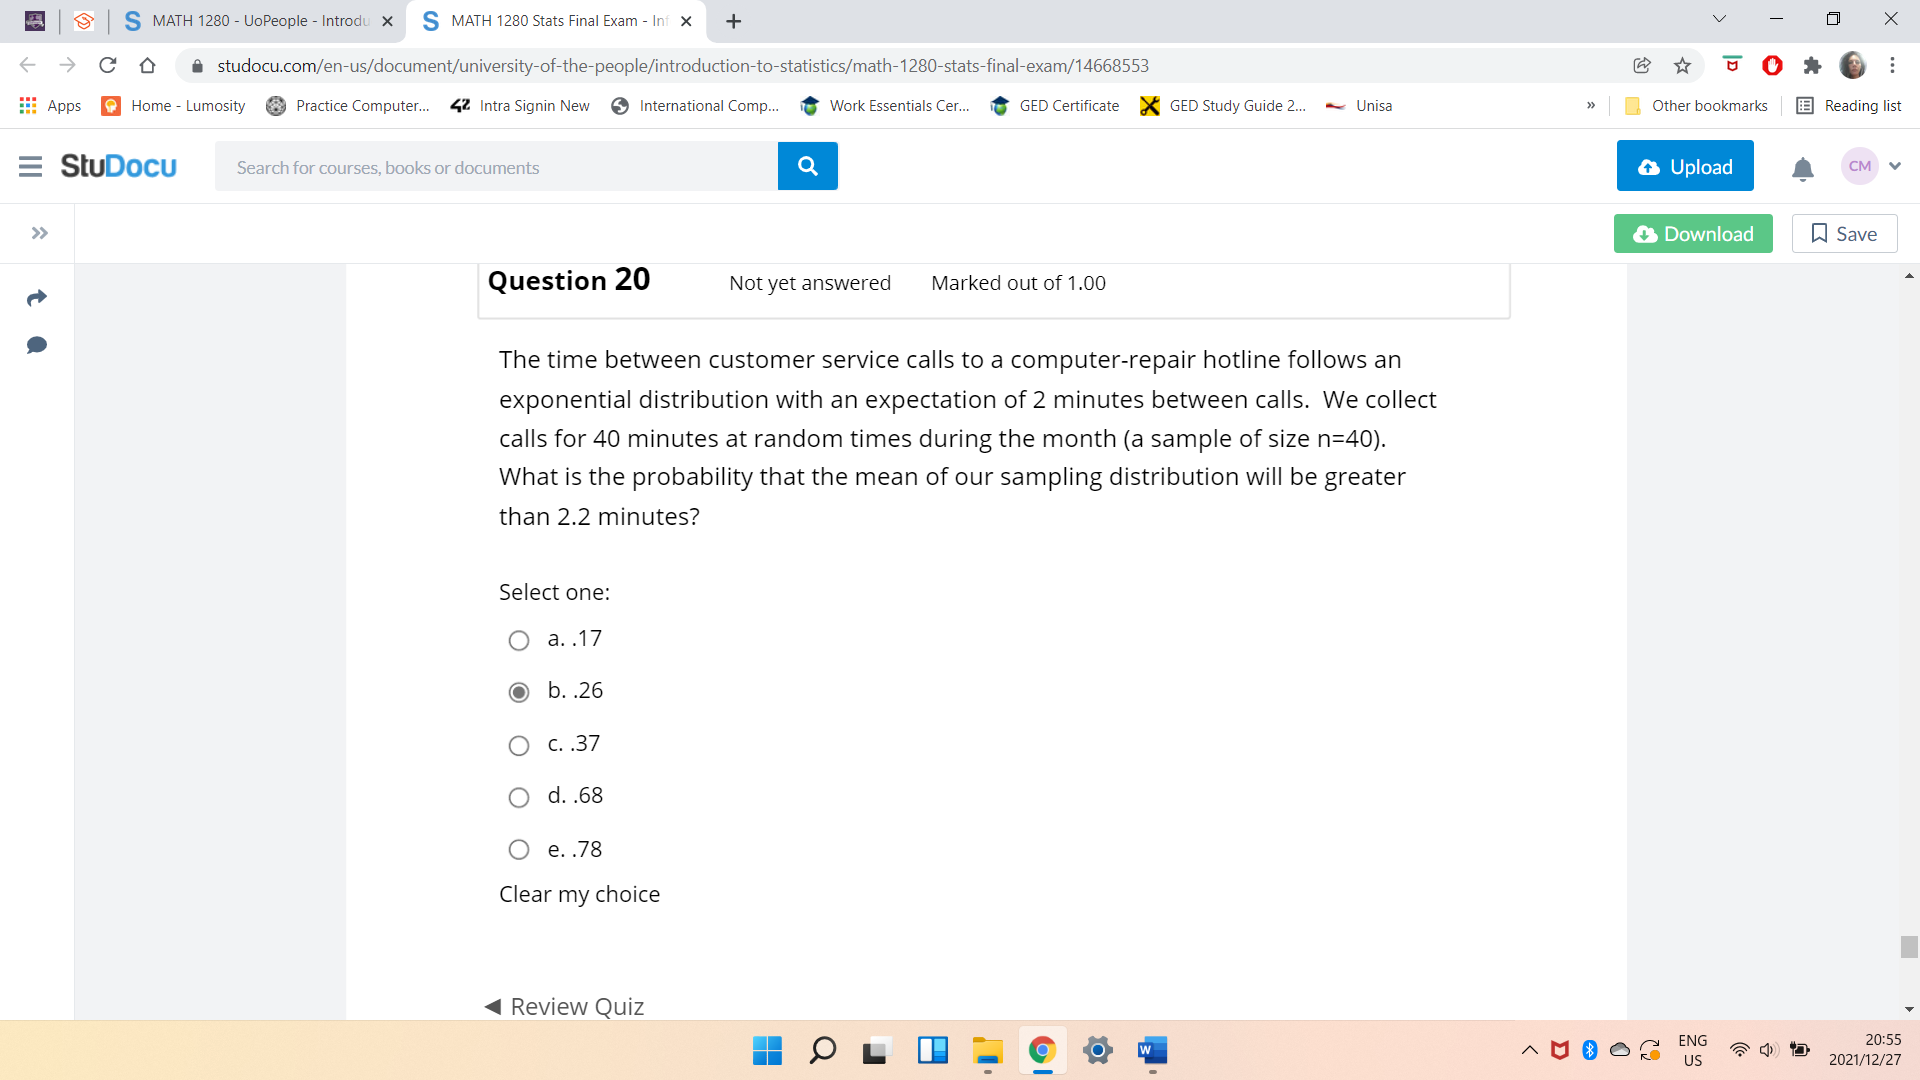 MATH 1280 - UoPeople - Introdu
MATH 1280 Stats Final Exam - Inf
studocu.com/en-us/document/university-of-the-people/introduction-to-statistics/math-1280-stats-final-exam/14668553
Apps
Home - Lumosity
Practice Computer...
42 Intra Signin New
International Comp...
Work Essentials Cer...
GED Certificate
GED Study Guide 2...
Unisa
»
Other bookmarks
Reading list
StuDocu
Search for courses, books or documents
Upload
CM
Download
Save
Question 20 Not yet answered Marked out of 1.00
The time between customer service calls to a computer-repair hotline follows an
exponential distribution with an expectation of 2 minutes between calls. We collect
calls for 40 minutes at random times during the month (a sample of size n=40).
What is the probability that the mean of our sampling distribution will be greater
than 2.2 minutes?
Select one:
a. .17
b. .26
c. .37
d. .68
e. .78
Clear my choice
◄ Review Quiz
ENG
US
20:55
2021/12/27